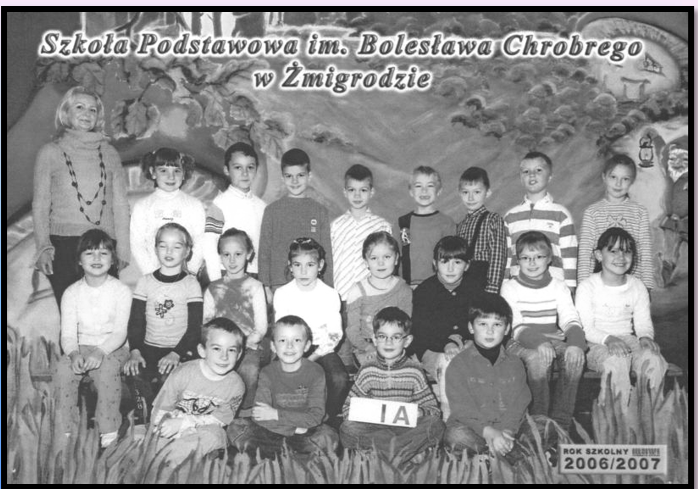 Szkoła Podstawowa im. Bolesława Chrobrego
w Żmigrodzie
IA
ROK SZKOLNY
2006/2007